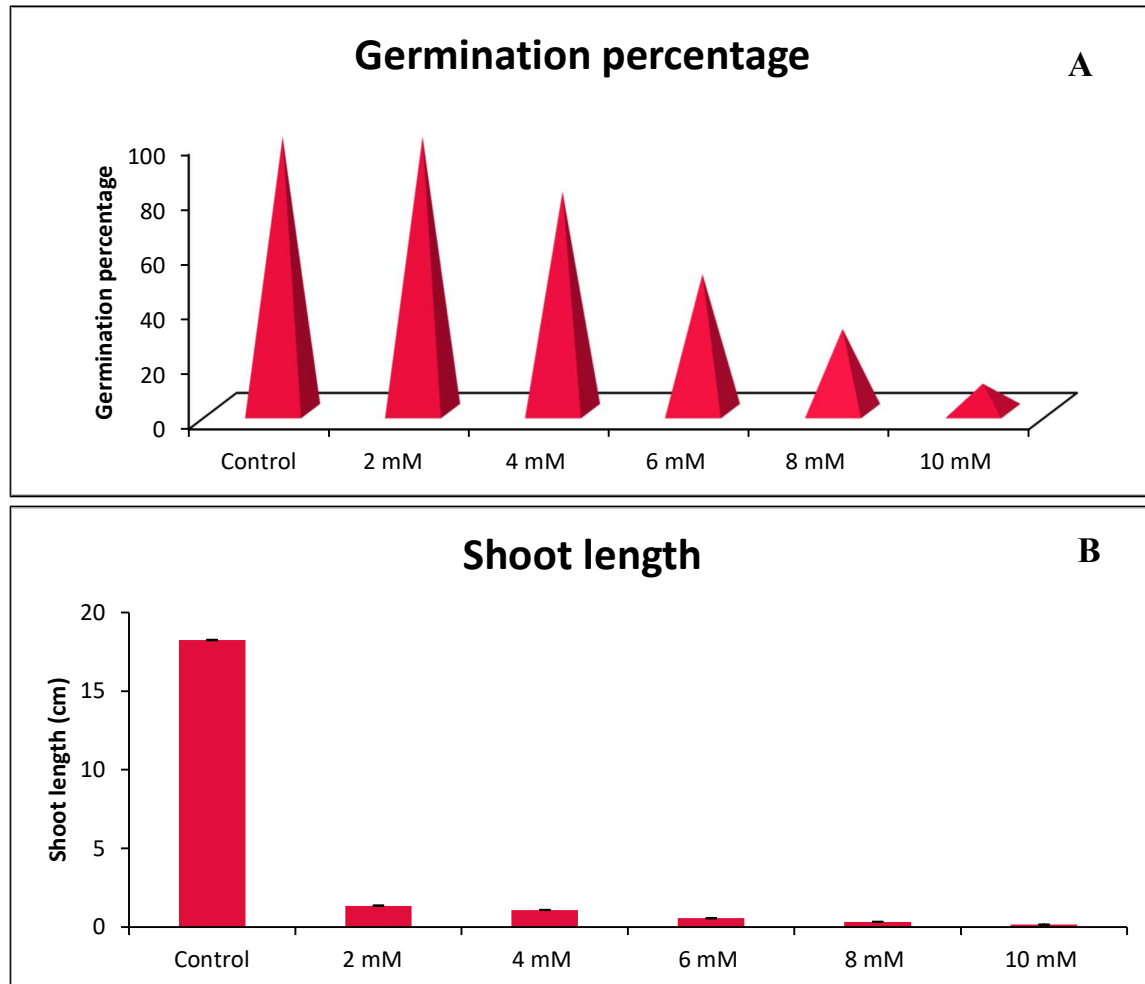 Germination percentage
A
Germination percentage
100
80
60
40
20
0
Control 2 mM 4 mM 6 mM 8 mM 10 mM
Shoot length
B
Shoot length (cm)
20
15
10
5
0
Control 2 mM 4 mM 6 mM 8 mM 10 mM